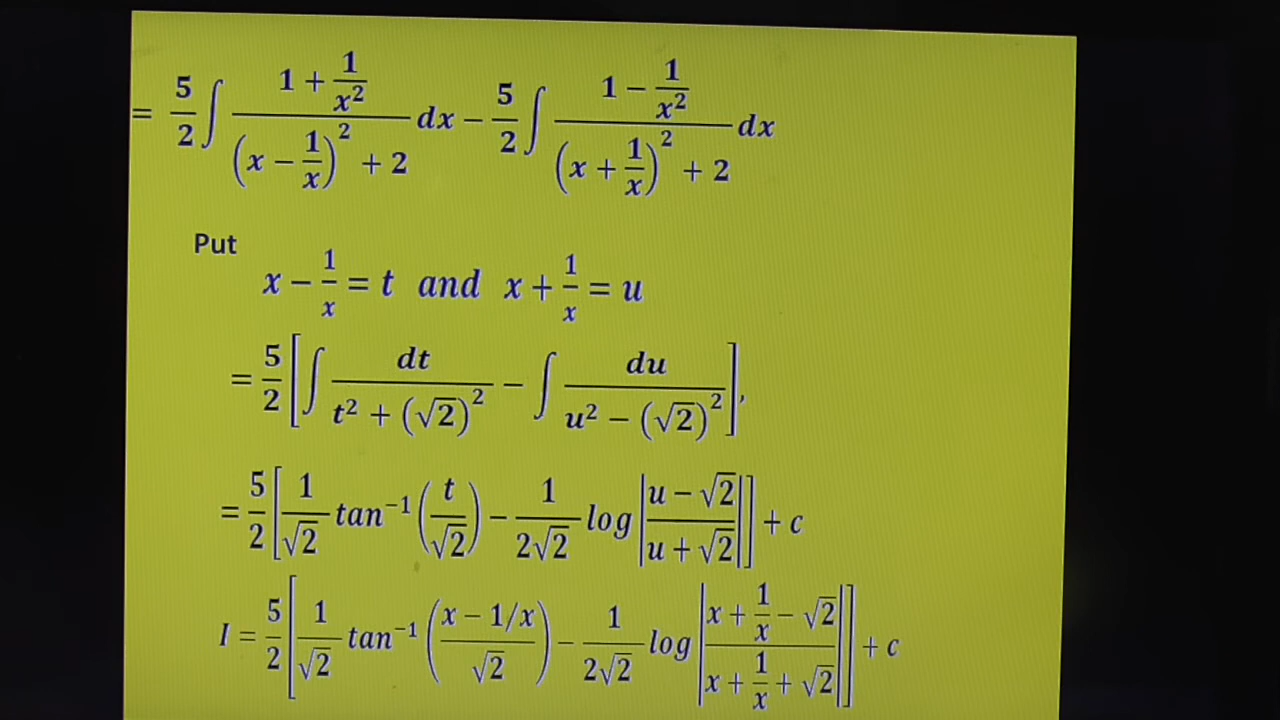 = 5/2 ∫ (1 + 1/x²) / ((x − 1/x)² + 2) dx − 5/2 ∫ (1 − 1/x²) / ((x + 1/x)² + 2) dx
Put
x − 1/x = t and x + 1/x = u
= 5/2 [∫ dt / (t² + (√2)²) − ∫ du / (u² − (√2)²)],
= 5/2 [1/√2 tan⁻¹(t/√2) − 1/(2√2) log |(u − √2)/(u + √2)|] + c
I = 5/2 [1/√2 tan⁻¹((x − 1/x)/√2) − 1/(2√2) log |(x + 1/x − √2)/(x + 1/x + √2)|] + c